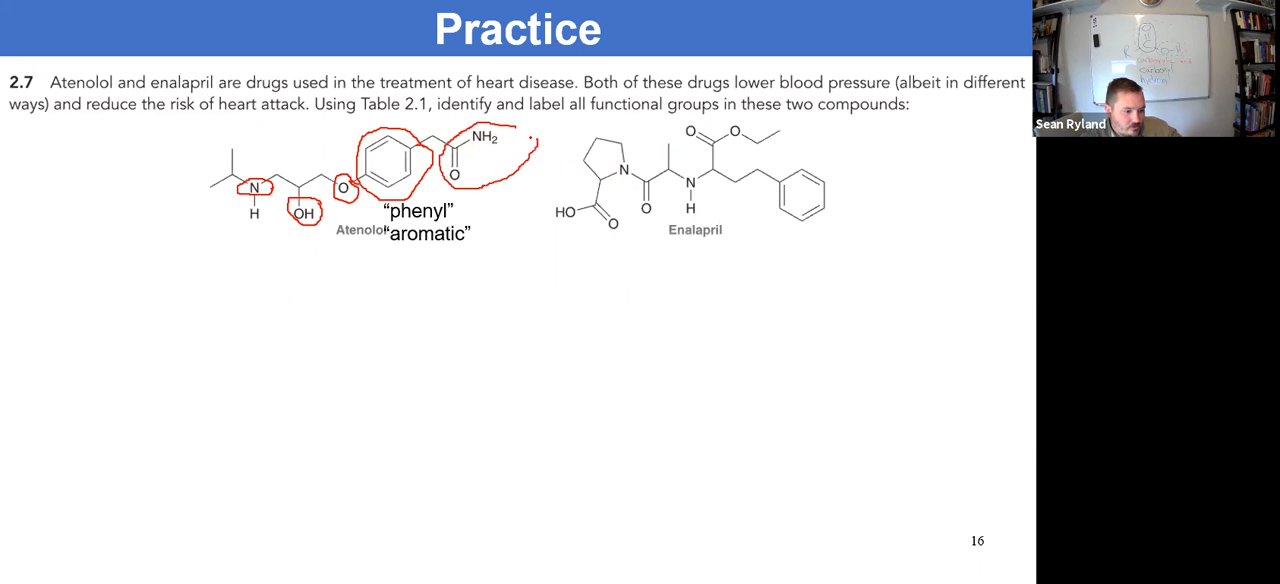 Practice
2.7 Atenolol and enalapril are drugs used in the treatment of heart disease. Both of these drugs lower blood pressure (albeit in different
ways) and reduce the risk of heart attack. Using Table 2.1, identify and label all functional groups in these two compounds:
Sean Ryland
NH2
O
N
H
OH
O
"phenyl"
"aromatic"
O
O
N
O
N
H
HO
O
Enalapril
16